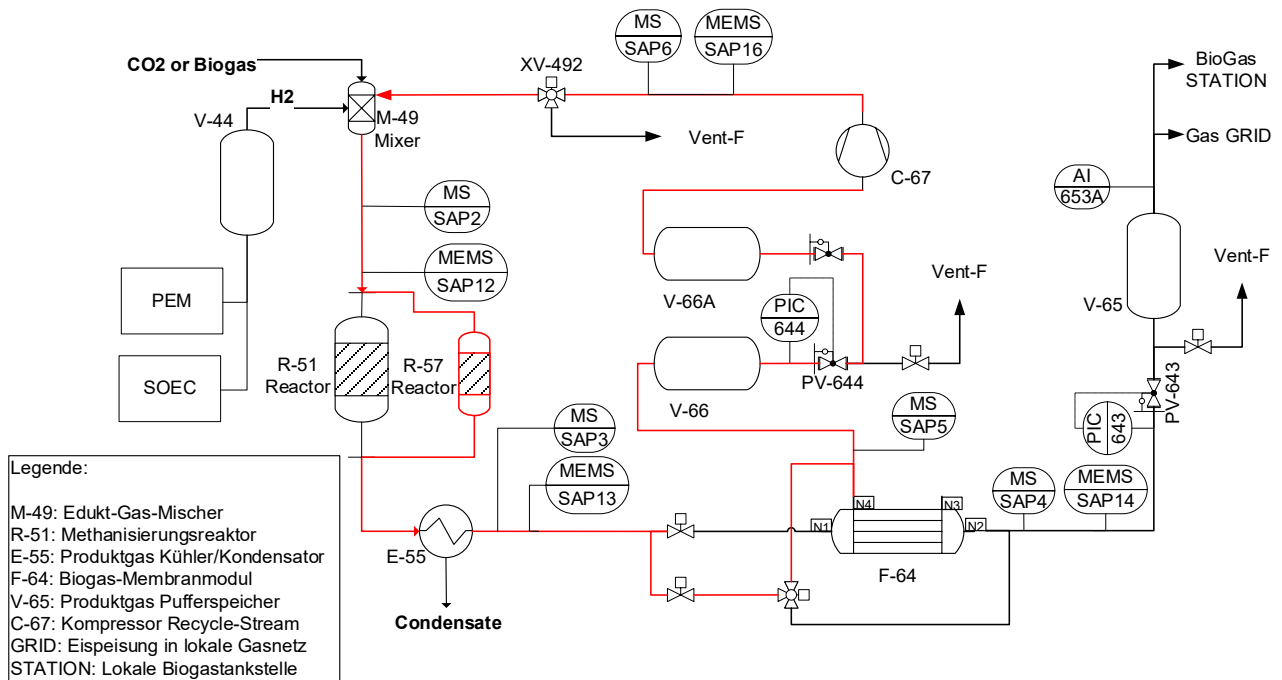 MS
SAP6
MEMS
SAP16
XV-492
CO2 or Biogas
H2
V-44
M-49
Mixer
Vent-F
C-67
BioGas
STATION
Gas GRID
AI
653A
MS
SAP2
MEMS
SAP12
V-66A
Vent-F
Vent-F
V-65
PEM
SOEC
R-51
Reactor
R-57
Reactor
PIC
644
PV-644
V-66
PV-643
PIC
643
MS
SAP3
MS
SAP5
MEMS
SAP13
MS
SAP4
MEMS
SAP14
N4
N3
N1
N2
E-55
F-64
Condensate
Legende:
M-49: Edukt-Gas-Mischer
R-51: Methanisierungsreaktor
E-55: Produktgas Kühler/Kondensator
F-64: Biogas-Membranmodul
V-65: Produktgas Pufferspeicher
C-67: Kompressor Recycle-Stream
GRID: Eispeisung in lokale Gasnetz
STATION: Lokale Biogastankstelle